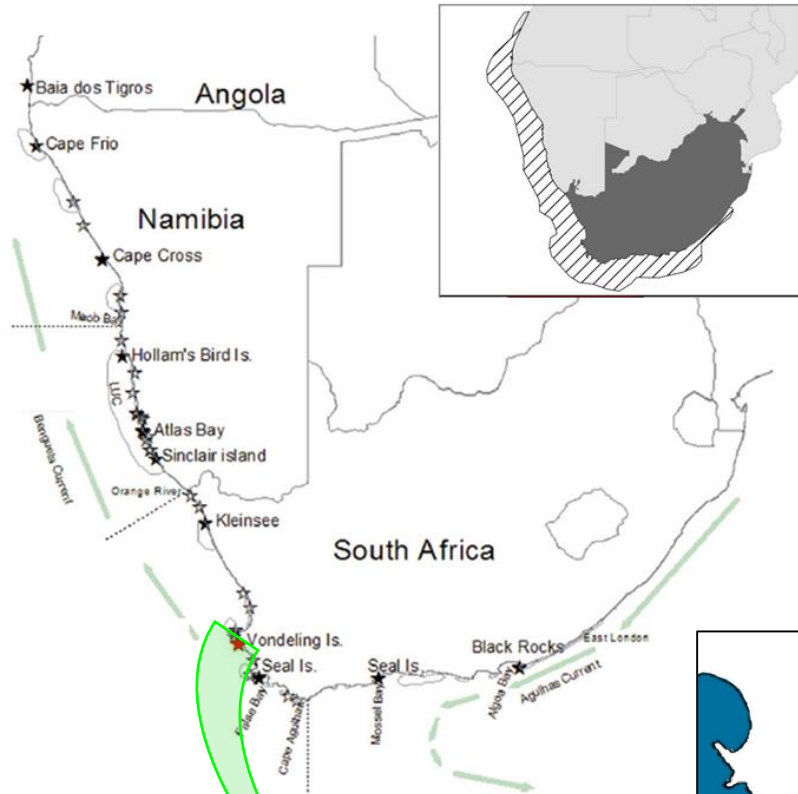 Baia dos Tigros
Angola
Cape Frio
Namibia
Cape Cross
Meob Bay
Hollam's Bird Is.
LUC
Atlas Bay
Benguela Current
Sinclair island
Orange River
Kleinsee
South Africa
Vondeling Is.
Black Rocks
East London
Seal Is.
Seal Is.
False Bay
Cape Agulhas
Mossel Bay
Algoa Bay
Agulhas Current